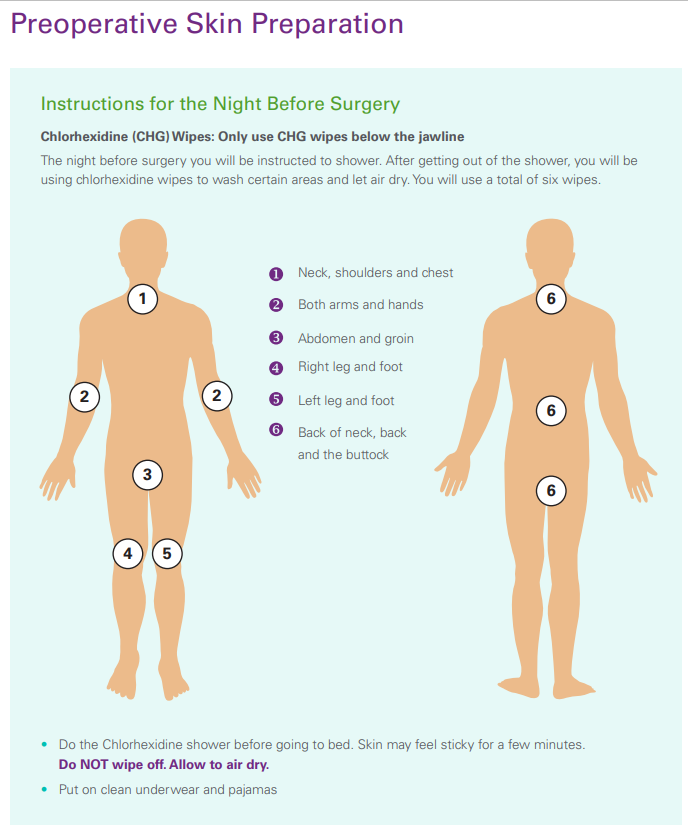 Preoperative Skin Preparation
Instructions for the Night Before Surgery
Chlorhexidine (CHG) Wipes: Only use CHG wipes below the jawline
The night before surgery you will be instructed to shower. After getting out of the shower, you will be
using chlorhexidine wipes to wash certain areas and let air dry. You will use a total of six wipes.
1
2
2
3
4 5
1 Neck, shoulders and chest
2 Both arms and hands
3 Abdomen and groin
4 Right leg and foot
5 Left leg and foot
6 Back of neck, back
and the buttock
6
6
6
• Do the Chlorhexidine shower before going to bed. Skin may feel sticky for a few minutes.
Do NOT wipe off. Allow to air dry.
• Put on clean underwear and pajamas